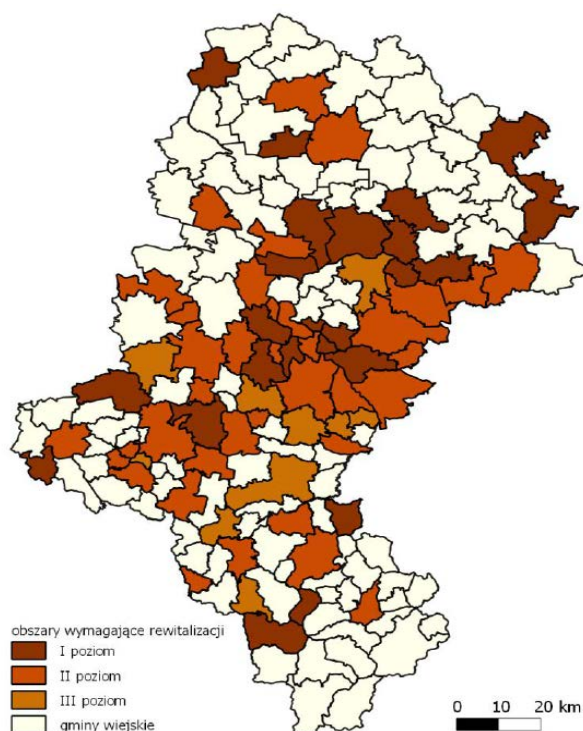 obszary wymagające rewitalizacji
I poziom
II poziom
III poziom
gminy wiejskie
0 10 20 km